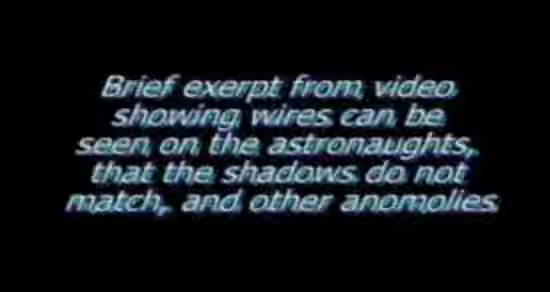 Brief exerpt from video
showing wires can be
seen on the astronaughts,
that the shadows do not
match, and other anomolies